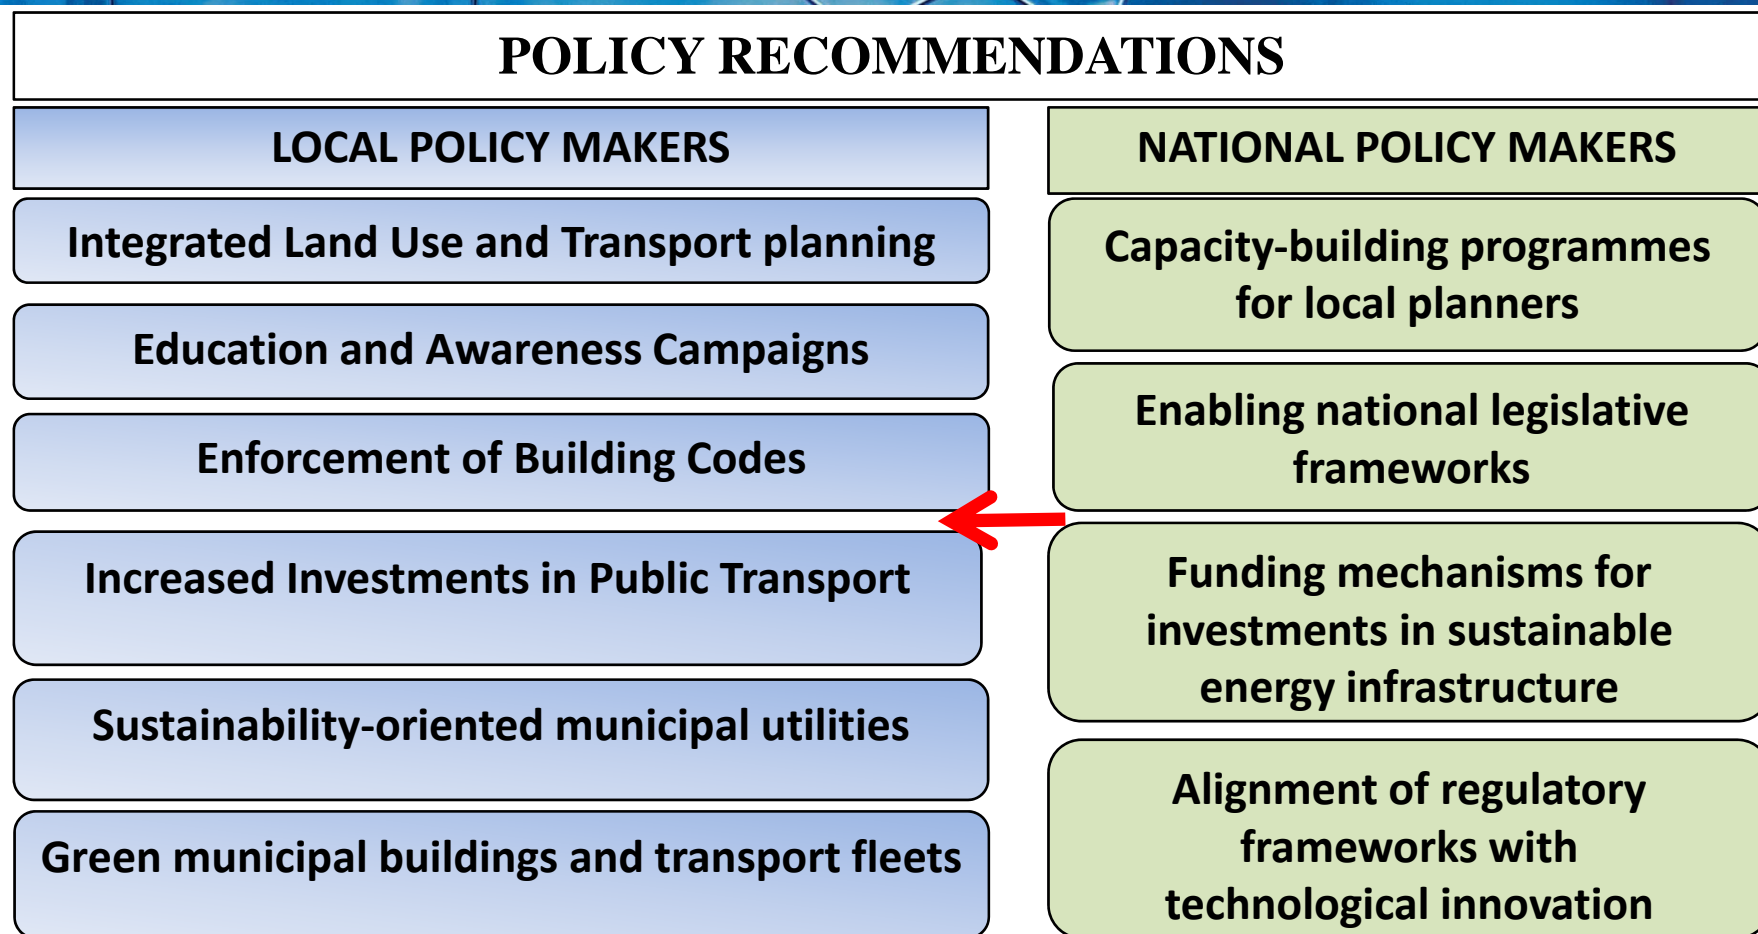 POLICY RECOMMENDATIONS
LOCAL POLICY MAKERS
Integrated Land Use and Transport planning
Education and Awareness Campaigns
Enforcement of Building Codes
Increased Investments in Public Transport
Sustainability-oriented municipal utilities
Green municipal buildings and transport fleets
NATIONAL POLICY MAKERS
Capacity-building programmes
for local planners
Enabling national legislative
frameworks
Funding mechanisms for
investments in sustainable
energy infrastructure
Alignment of regulatory
frameworks with
technological innovation